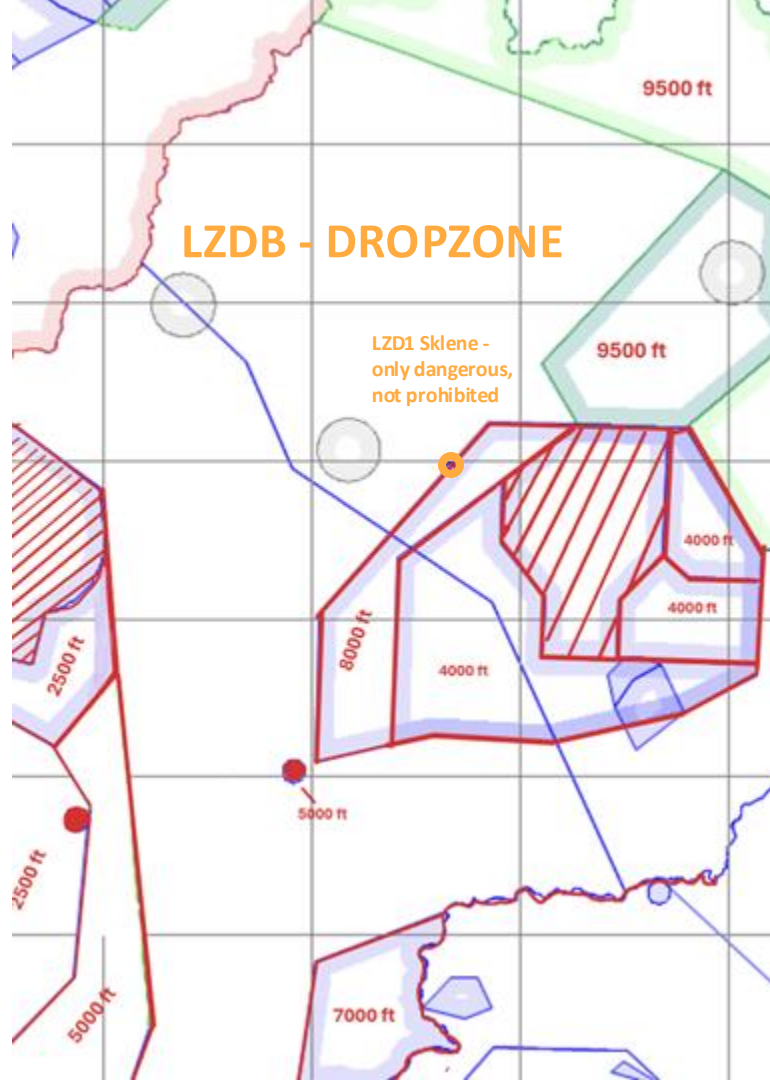 9500 ft
LZDB - DROPZONE
LZD1 Sklene -
only dangerous,
not prohibited
9500 ft
4000 ft
4000 ft
8000 ft
2500 ft
4000 ft
5000 ft
2500 ft
5000 ft
7000 ft